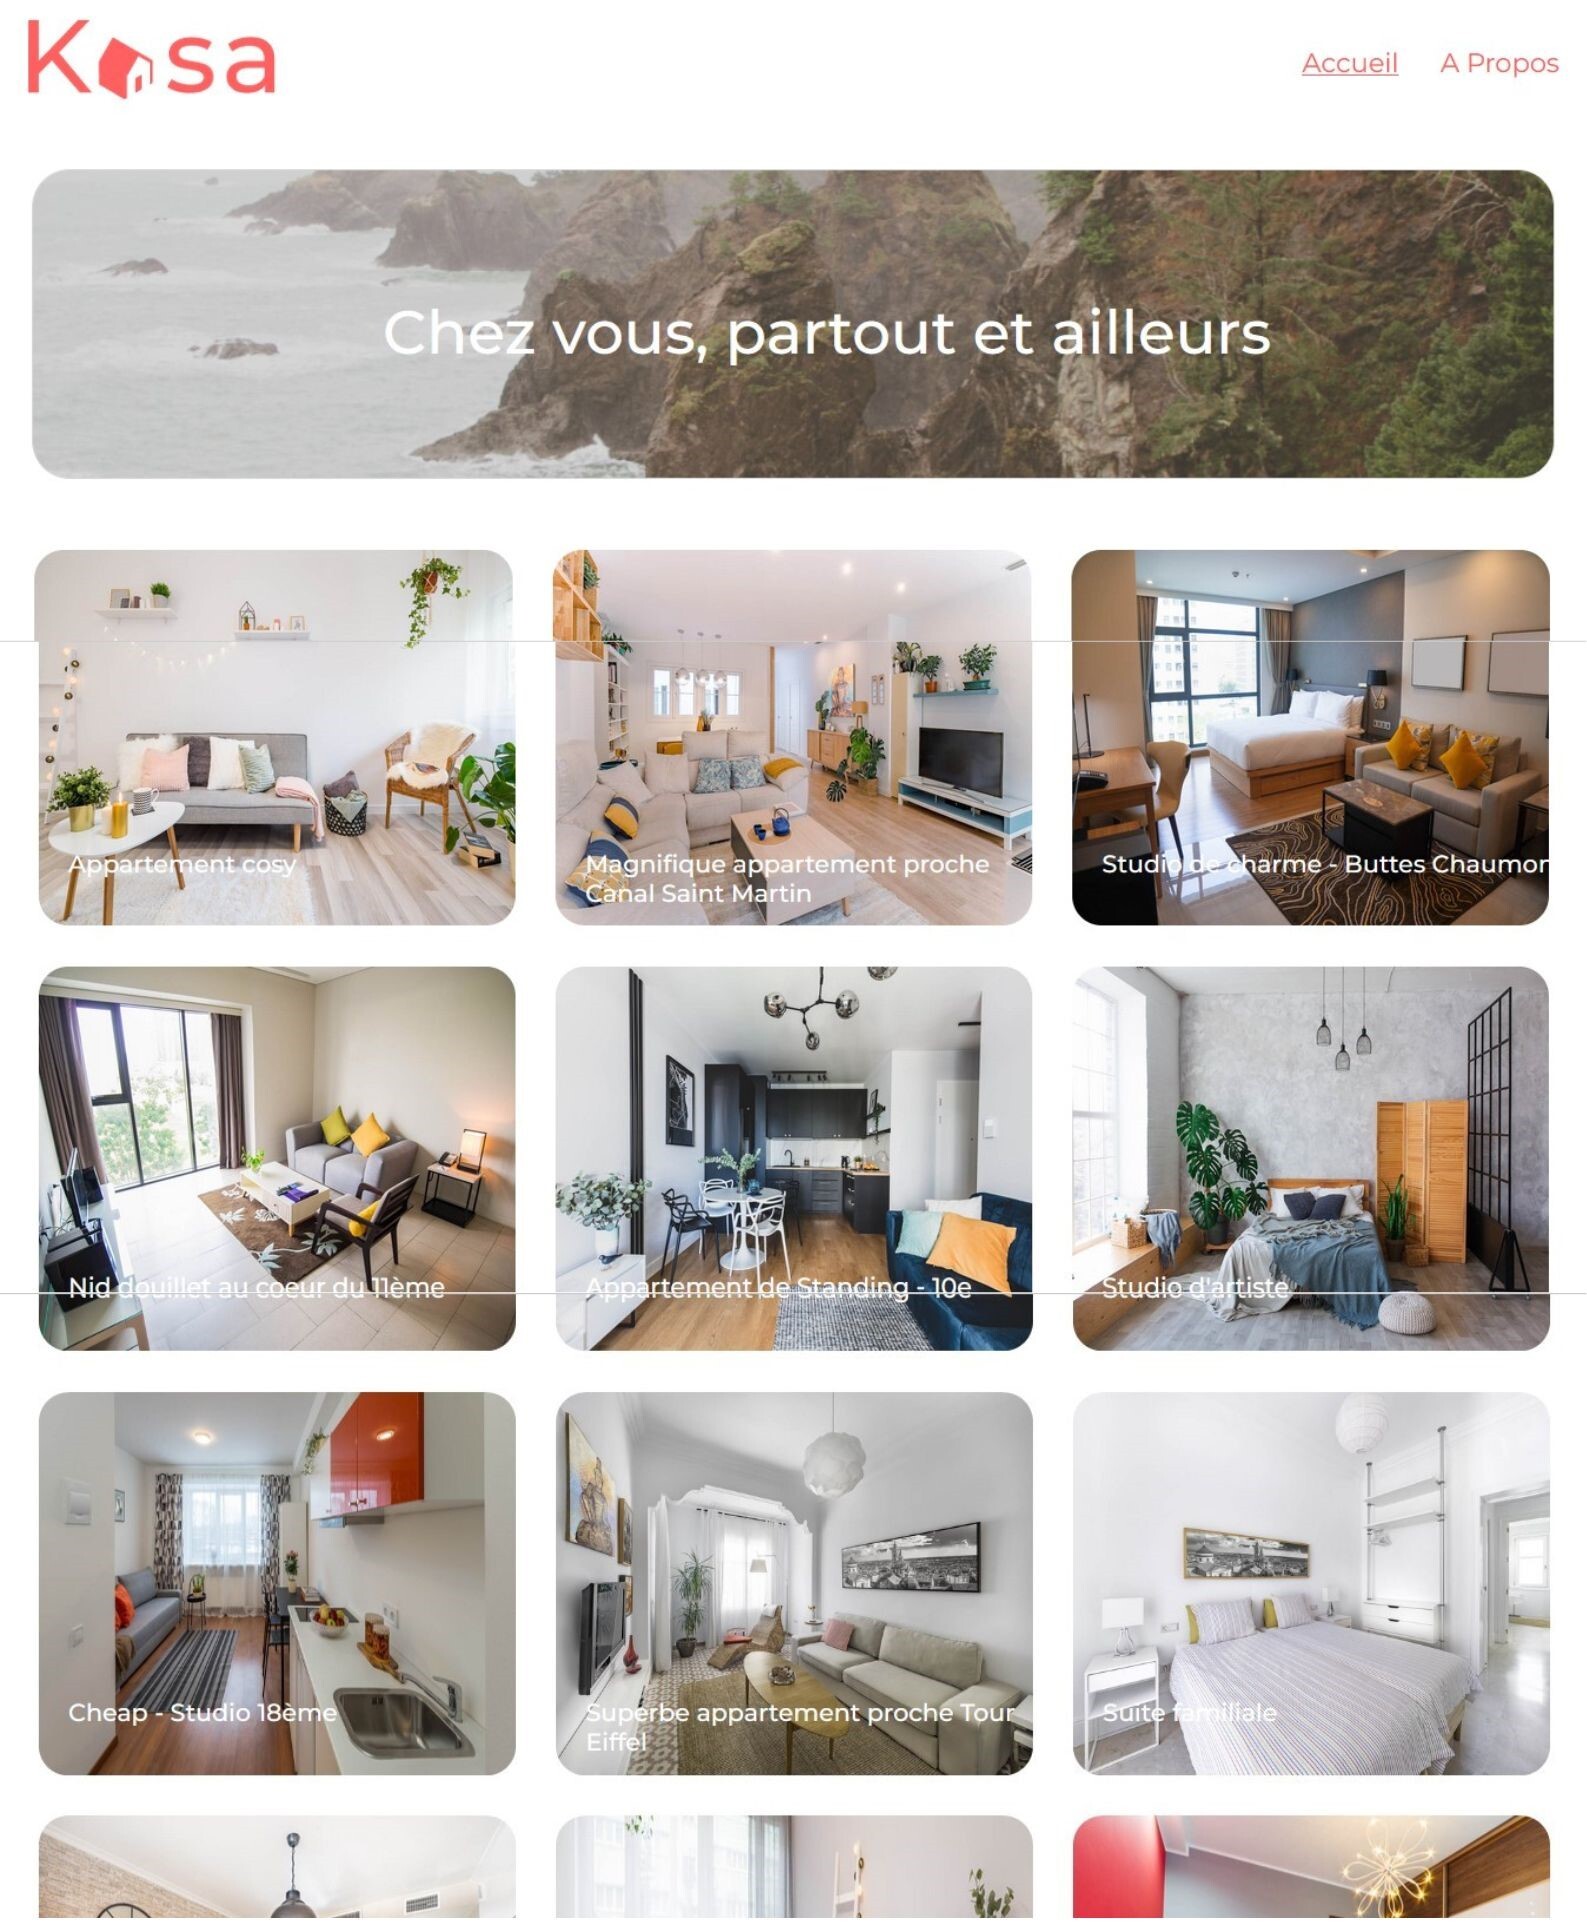 Kasa
Accueil
A Propos
Chez vous, partout et ailleurs
Appartement cosy
Magnifique appartement proche
Canal Saint Martin
Studio de charme - Buttes Chaumon
Nid douillet au coeur du 11ème
Appartement de Standing - 10e
Studio d'artiste
Cheap - Studio 18ème
Superbe appartement proche Tour
Eiffel
Suite familiale